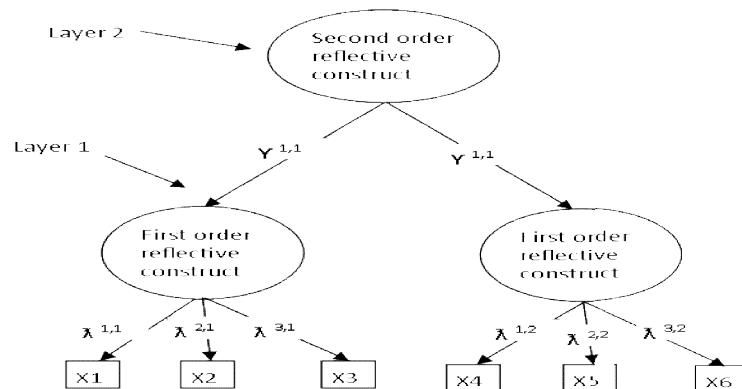 Layer 2
Second order
reflective
construct
Layer 1
γ 1,1
γ 1,1
First order
reflective
construct
First order
reflective
construct
λ 1,1
λ 2,1
λ 3,1
λ 1,2
λ 2,2
λ 3,2
X1
X2
X3
X4
X5
X6